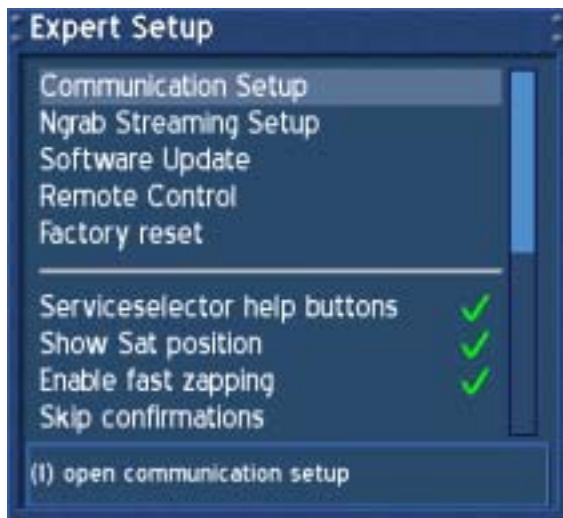 Expert Setup
Communication Setup
Ngrab Streaming Setup
Software Update
Remote Control
Factory reset
Serviceselector help buttons
Show Sat position
Enable fast zapping
Skip confirmations
(1) open communication setup